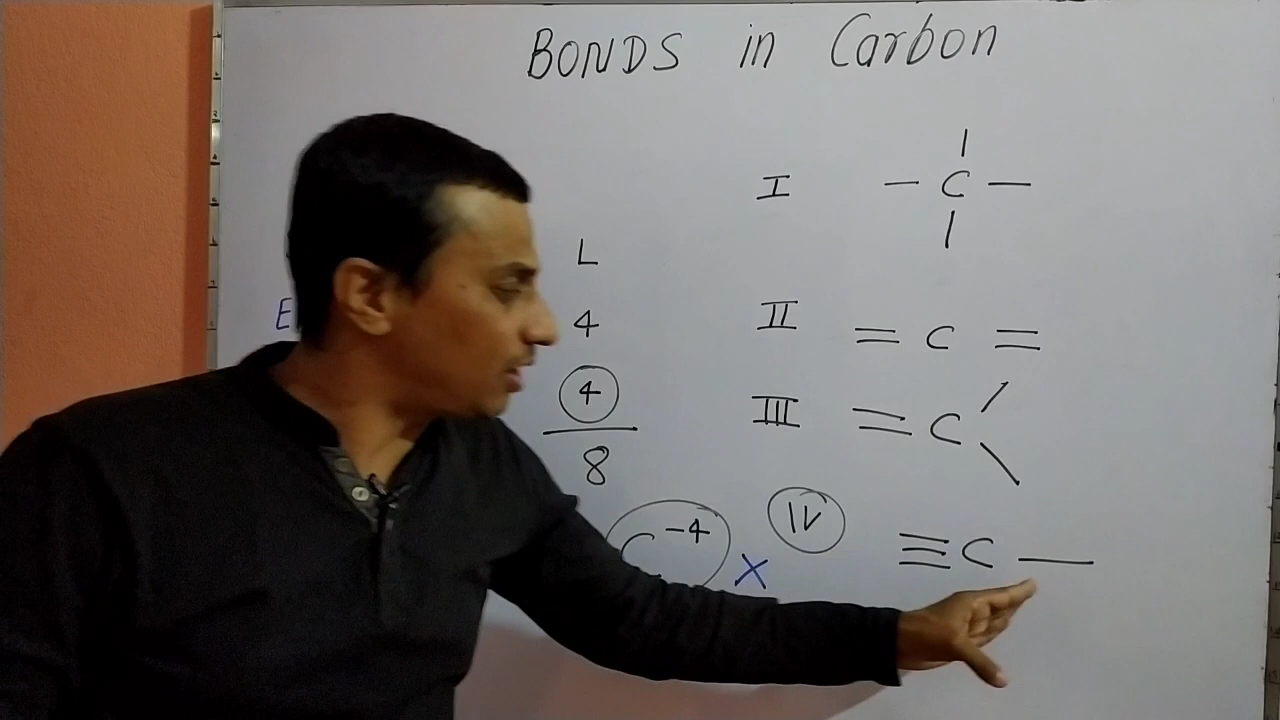 BONDS in Carbon
I – C –
L
E
4
II = C =
4
III = C
8
C⁻⁴ X IV ≡ C —